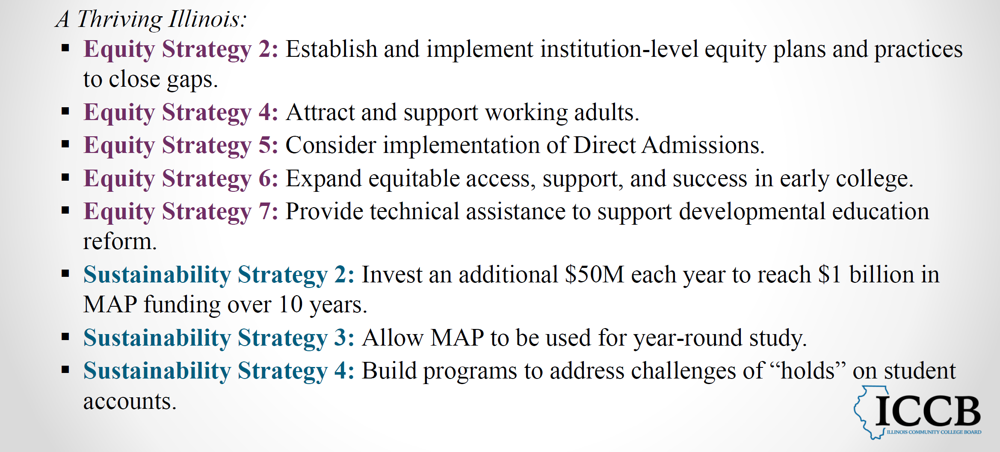 A Thriving Illinois:
▪ Equity Strategy 2: Establish and implement institution-level equity plans and practices
to close gaps.
▪ Equity Strategy 4: Attract and support working adults.
▪ Equity Strategy 5: Consider implementation of Direct Admissions.
▪ Equity Strategy 6: Expand equitable access, support, and success in early college.
▪ Equity Strategy 7: Provide technical assistance to support developmental education
reform.
▪ Sustainability Strategy 2: Invest an additional $50M each year to reach $1 billion in
MAP funding over 10 years.
▪ Sustainability Strategy 3: Allow MAP to be used for year-round study.
▪ Sustainability Strategy 4: Build programs to address challenges of “holds” on student
accounts.
ICCB
ILLINOIS COMMUNITY COLLEGE BOARD